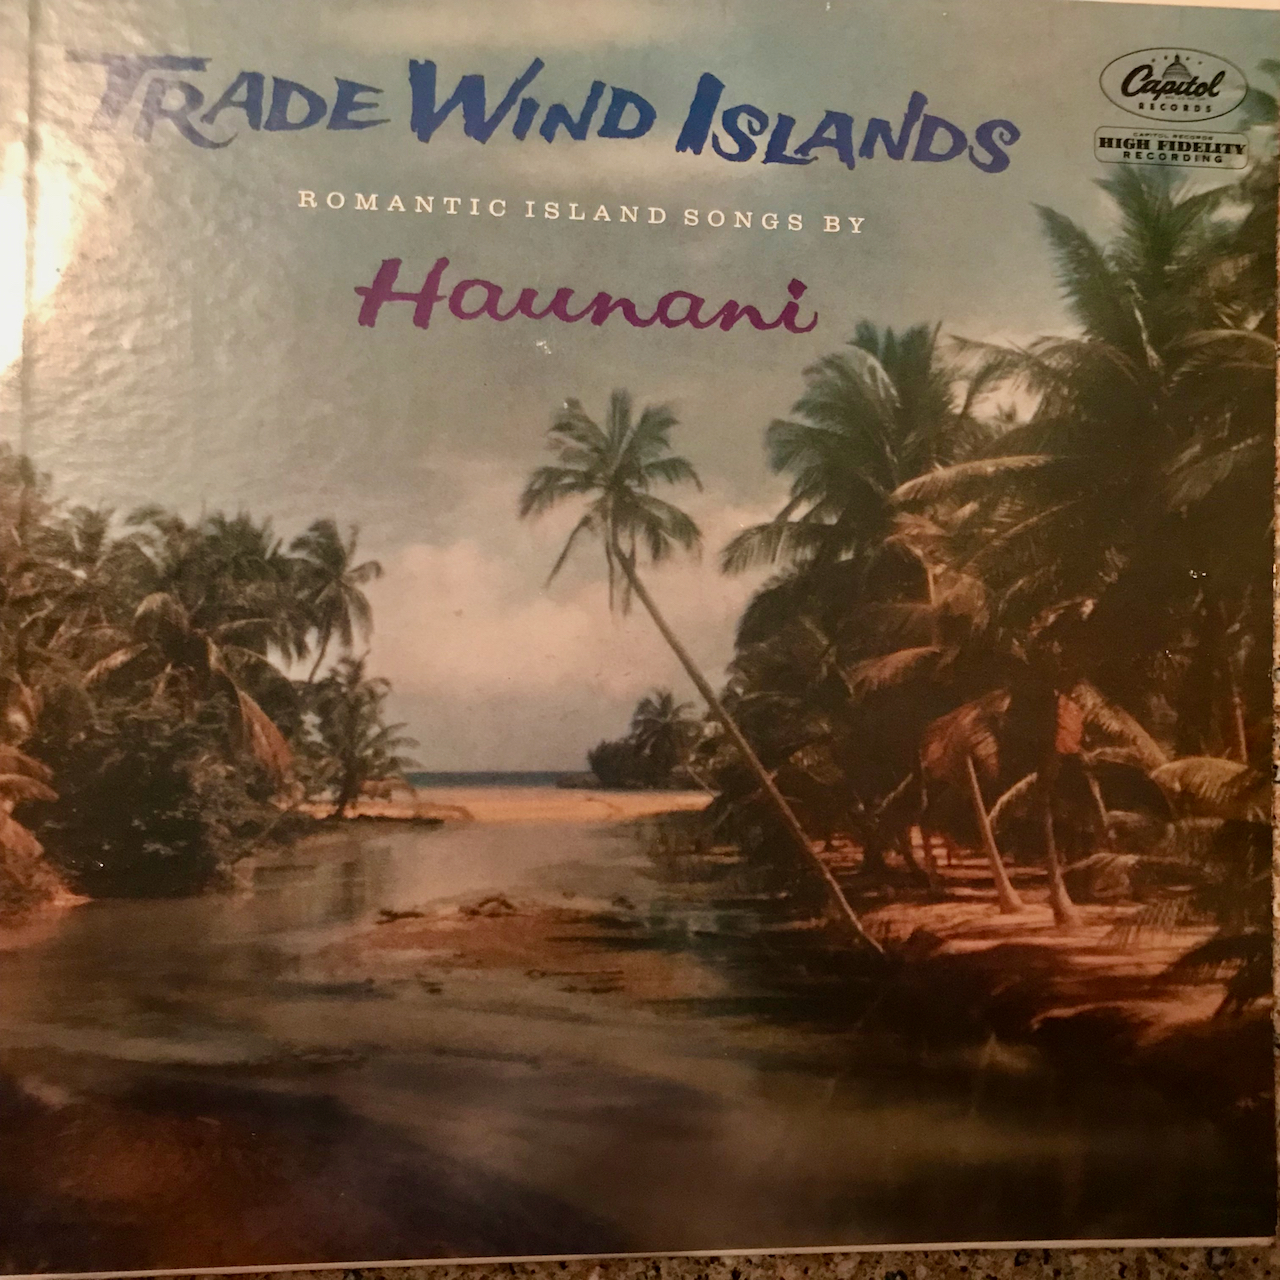 TRADE WIND ISLANDS
ROMANTIC ISLAND SONGS BY
Haunani
Capitol
RECORDS
CAPITOL RECORDS
HIGH FIDELITY
RECORDING